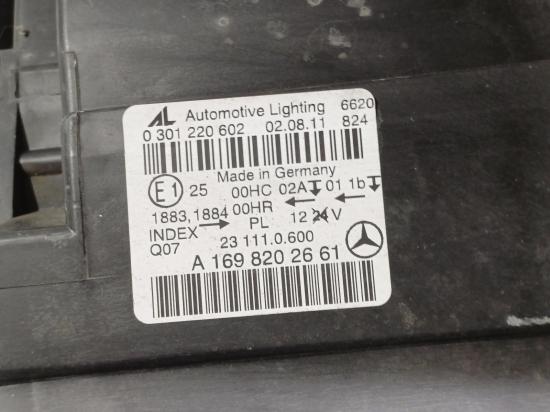 AL Automotive Lighting 6620
0 301 220 602 02.08.11 824
Made in Germany
E1 25 00HC 02A 01 1b
1883,1884 00HR
INDEX PL 12 24 V
Q07 23 111.0.600
A 169 820 26 61